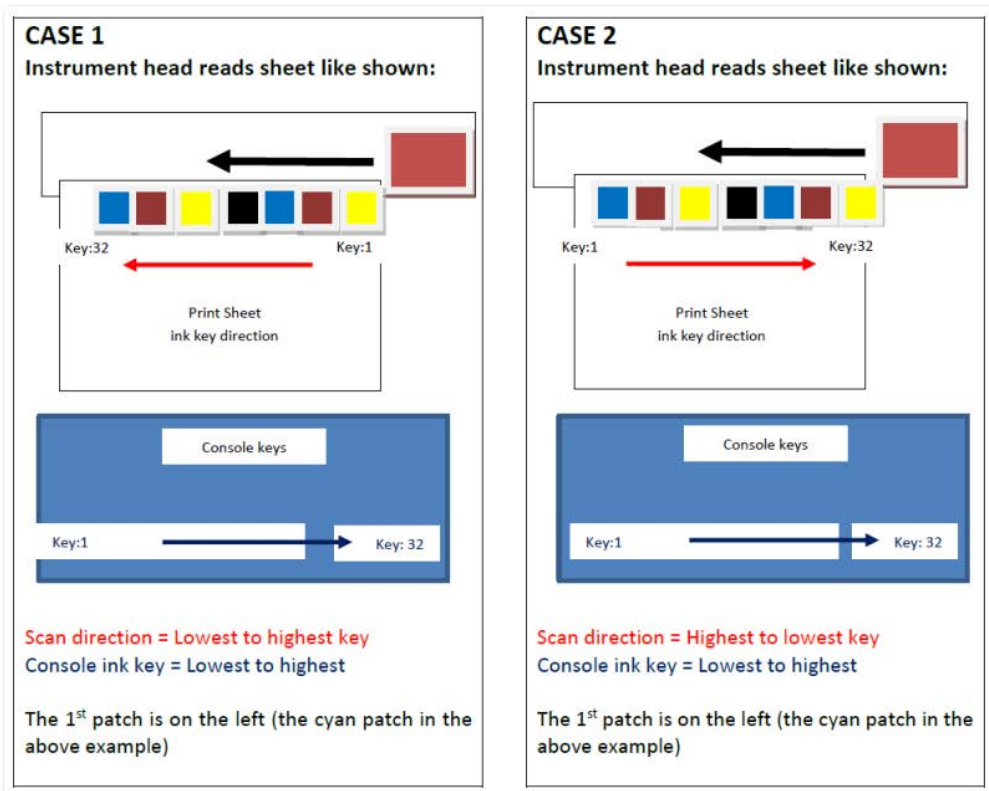 CASE 1
Instrument head reads sheet like shown:
Key:32
Key:1
Print Sheet
ink key direction
Console keys
Key:1
Key: 32
Scan direction = Lowest to highest key
Console ink key = Lowest to highest
The 1st patch is on the left (the cyan patch in the
above example)
CASE 2
Instrument head reads sheet like shown:
Key:1
Key:32
Print Sheet
ink key direction
Console keys
Key:1
Key: 32
Scan direction = Highest to lowest key
Console ink key = Lowest to highest
The 1st patch is on the left (the cyan patch in the
above example)